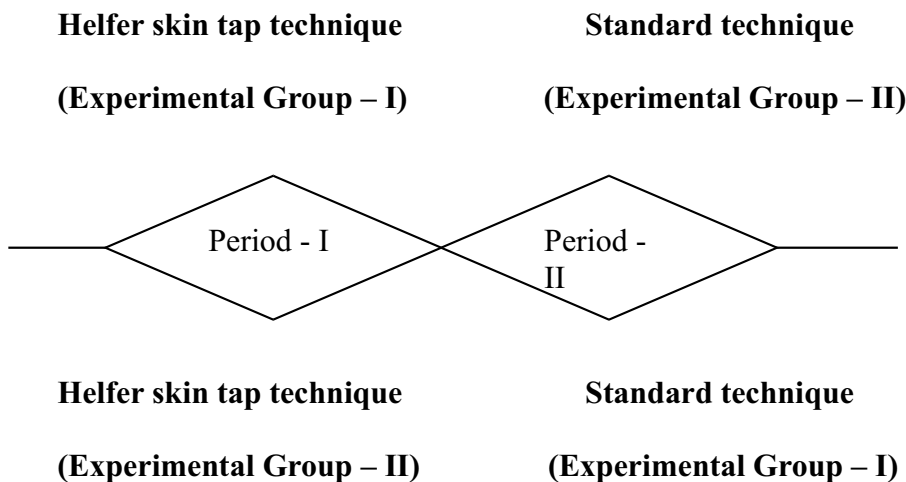 Helfer skin tap technique
Standard technique
(Experimental Group – I)
(Experimental Group – II)
Period - I
Period -
II
Helfer skin tap technique
Standard technique
(Experimental Group – II)
(Experimental Group – I)